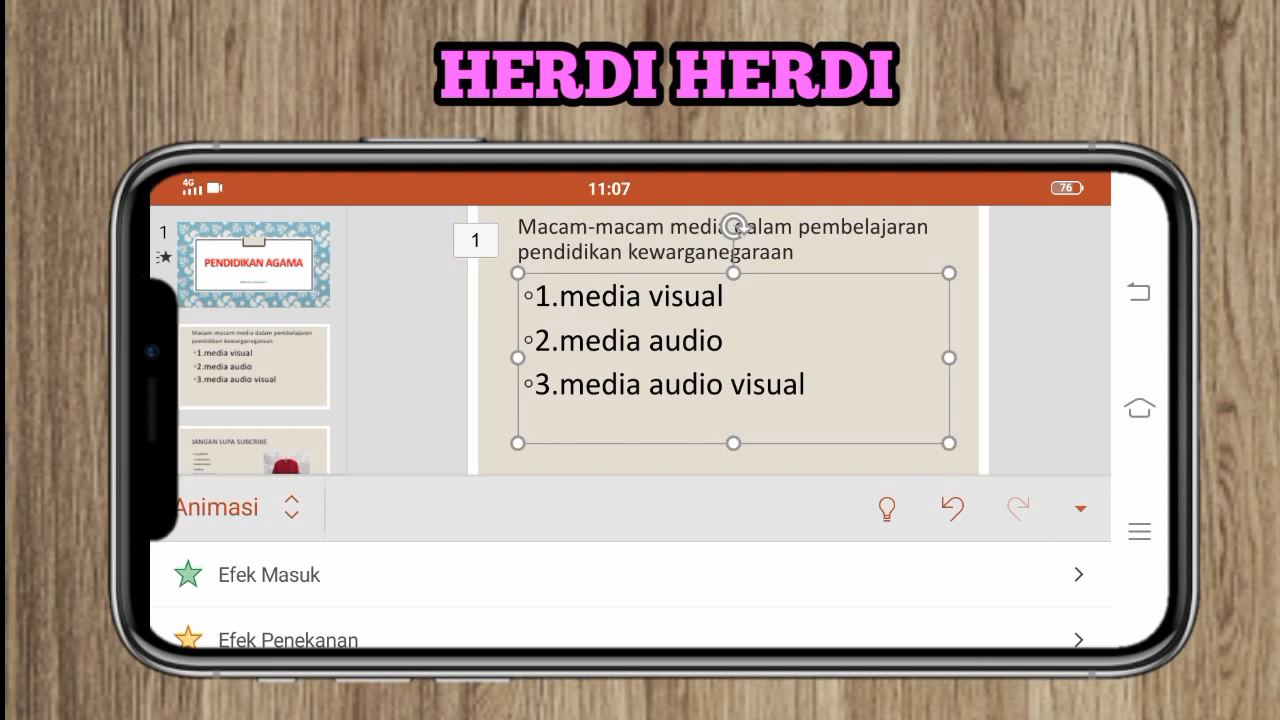 HERDI HERDI
4G
11:07
76
1
PENDIDIKAN AGAMA
Macam-macam media dalam pembelajaran
pendidikan kewarganegaraan
◦1.media visual
◦2.media audio
◦3.media audio visual
JANGAN LUPA SUBCRIBE
1
Macam-macam media dalam pembelajaran
pendidikan kewarganegaraan
◦1.media visual
◦2.media audio
◦3.media audio visual
Animasi
Efek Masuk
Efek Penekanan